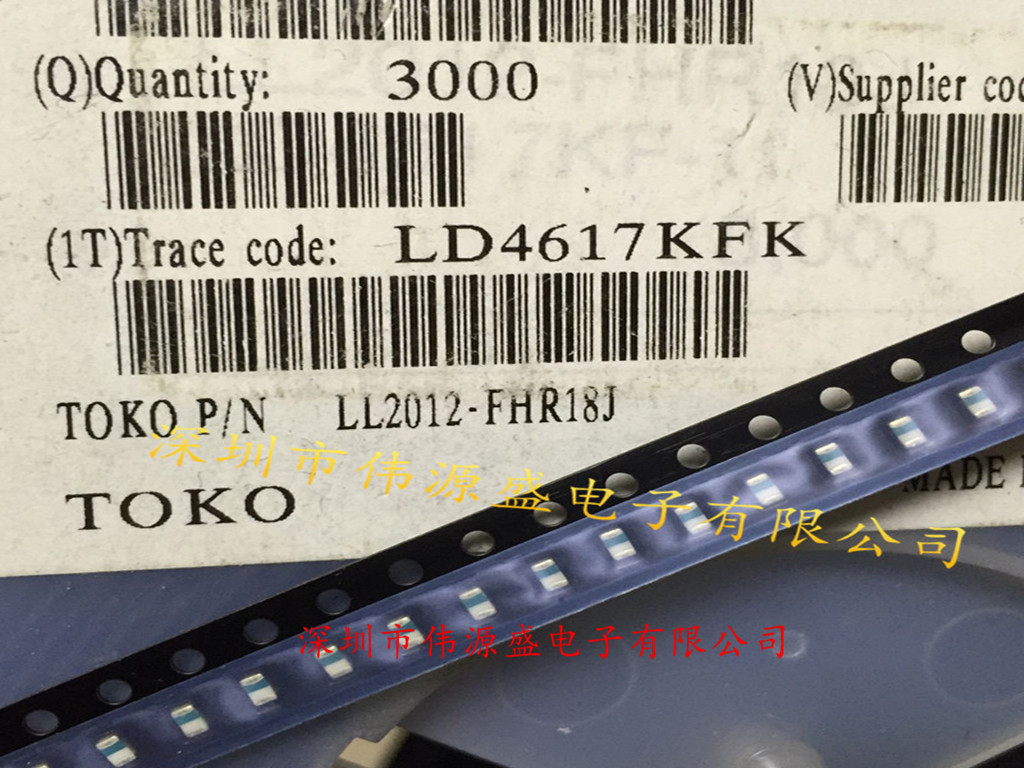 (Q)Quantity: 3000
(V)Supplier
(1T)Trace code: LD4617KFK
TOKO P/N LL2012-FHR18J
深圳市伟源盛电子有限公司
TOKO
MADE
深圳市伟源盛电子有限公司